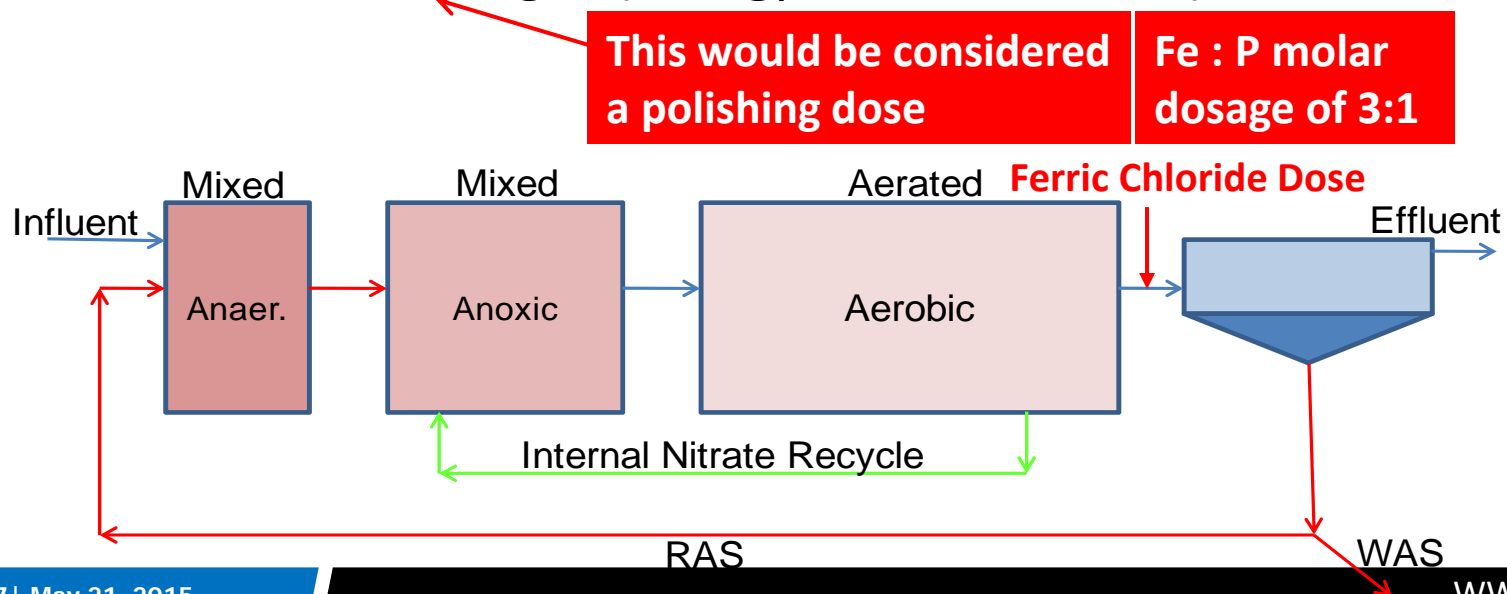 This would be considered
a polishing dose
Fe : P molar
dosage of 3:1
Mixed
Mixed
Aerated
Ferric Chloride Dose
Influent
Effluent
Anaer.
Anoxic
Aerobic
Internal Nitrate Recycle
RAS
WAS
May 21, 2015